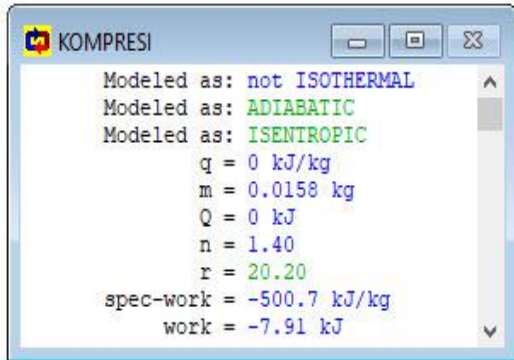 KOMPRESI
Modeled as: not ISOTHERMAL
Modeled as: ADIABATIC
Modeled as: ISENTROPIC
q = 0 kJ/kg
m = 0.0158 kg
Q = 0 kJ
n = 1.40
r = 20.20
spec-work = -500.7 kJ/kg
work = -7.91 kJ